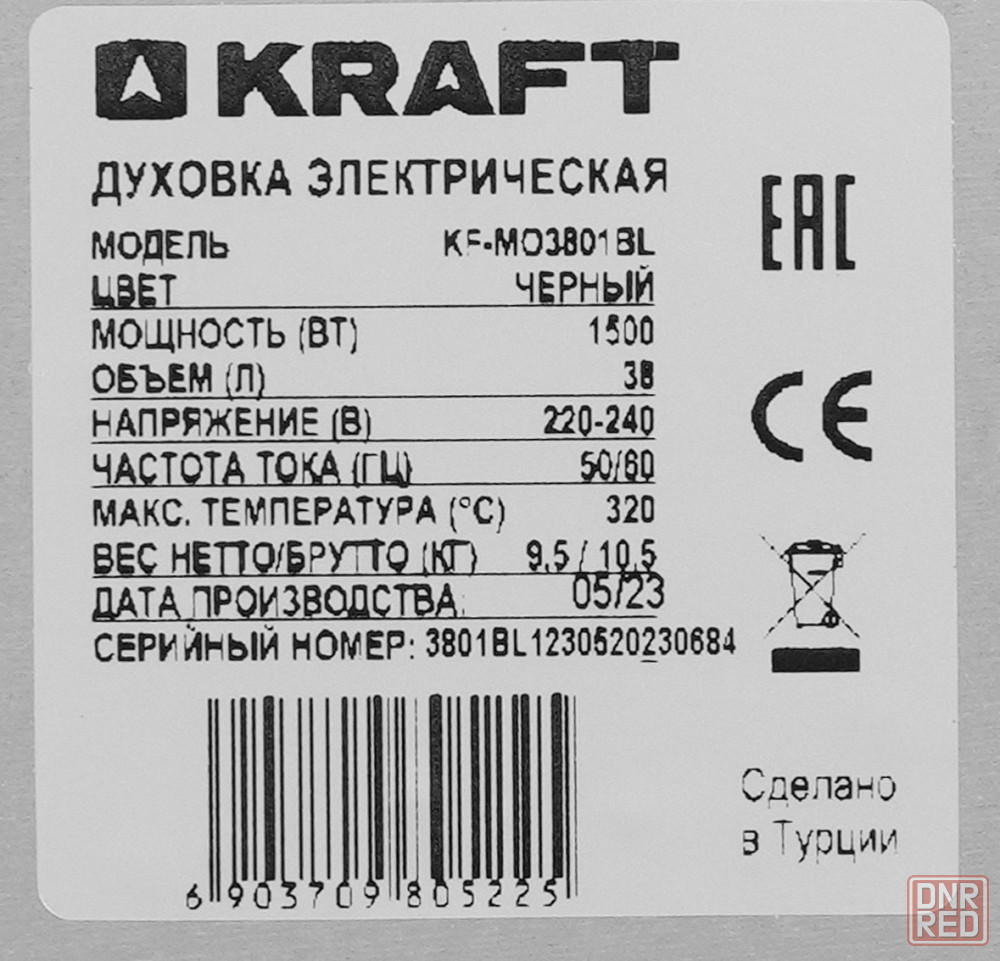 KRAFT
ДУХОВКА ЭЛЕКТРИЧЕСКАЯ
МОДЕЛЬ KF-MO3801BL
ЦВЕТ ЧЕРНЫЙ
МОЩНОСТЬ (ВТ) 1500
ОБЪЕМ (Л) 38
НАПРЯЖЕНИЕ (В) 220-240
ЧАСТОТА ТОКА (ГЦ) 50/60
МАКС. ТЕМПЕРАТУРА (°C) 320
ВЕС НЕТТО/БРУТТО (КГ) 9,5 / 10,5
ДАТА ПРОИЗВОДСТВА: 05/23
СЕРИЙНЫЙ НОМЕР: 3801BL1230520230684
EAC
CE
6 903709 805225
Сделано
в Турции
DNR
RED